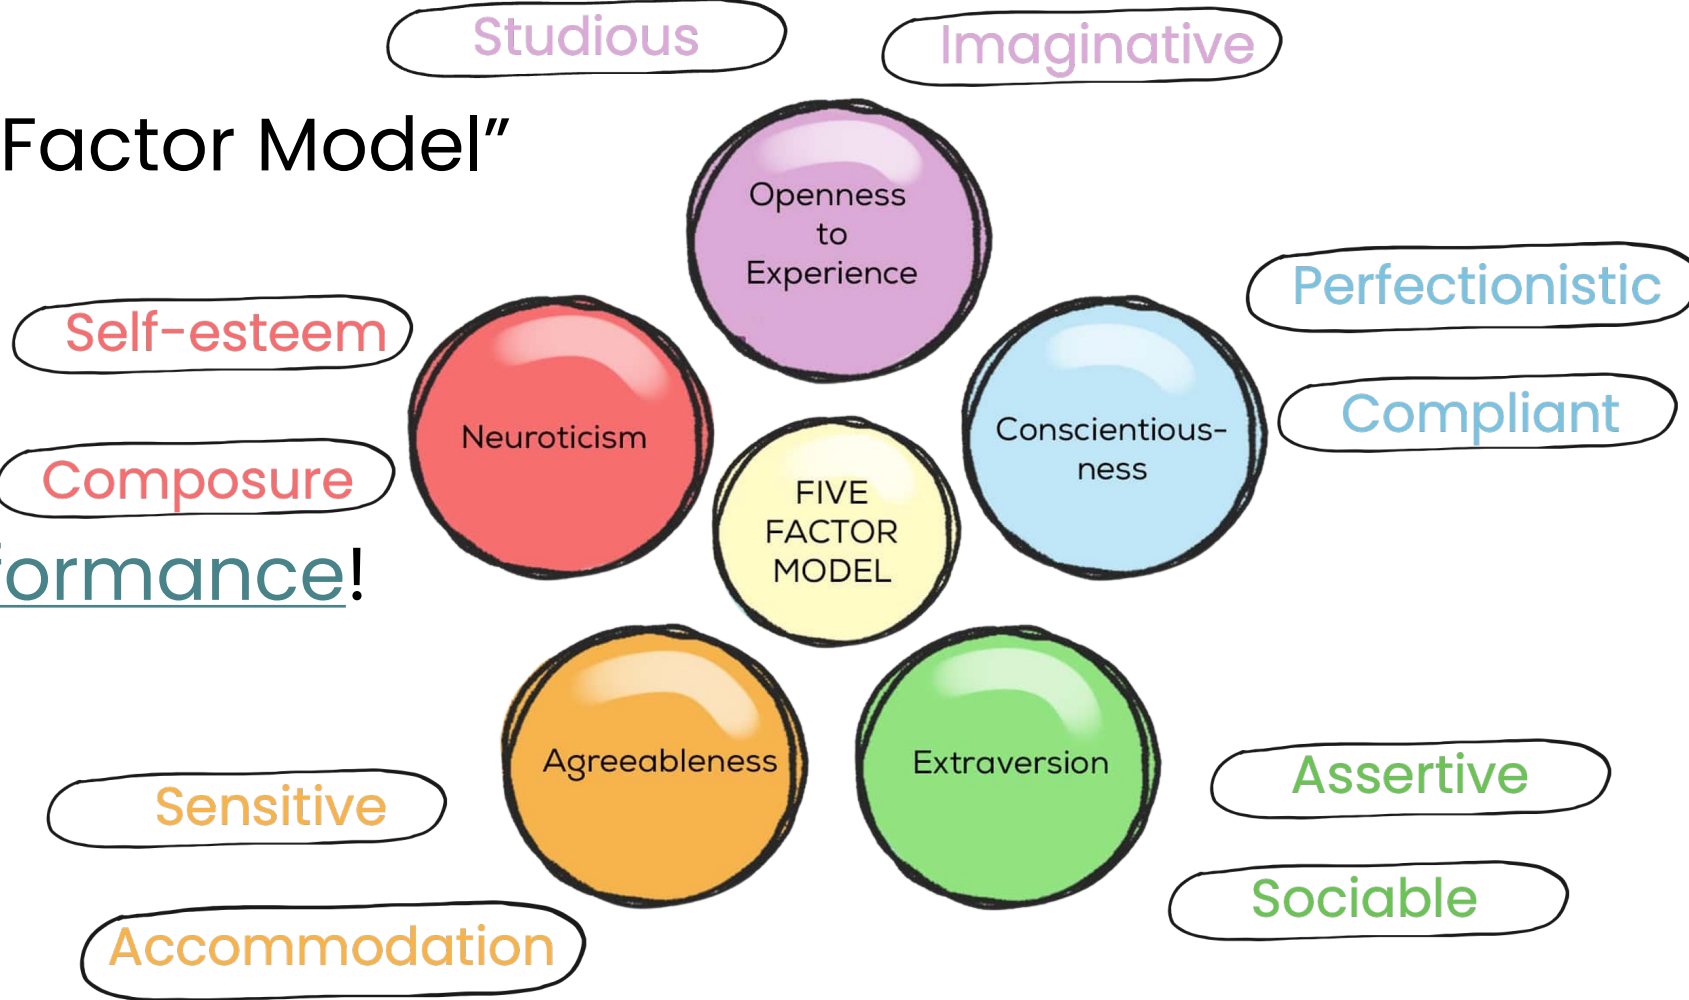 Studious
Imaginative
Factor Model”
Openness
to
Experience
Perfectionistic
Self-esteem
Compliant
Neuroticism
Conscientious-
ness
Composure
FIVE
FACTOR
MODEL
formance!
Agreeableness
Extraversion
Assertive
Sensitive
Sociable
Accommodation